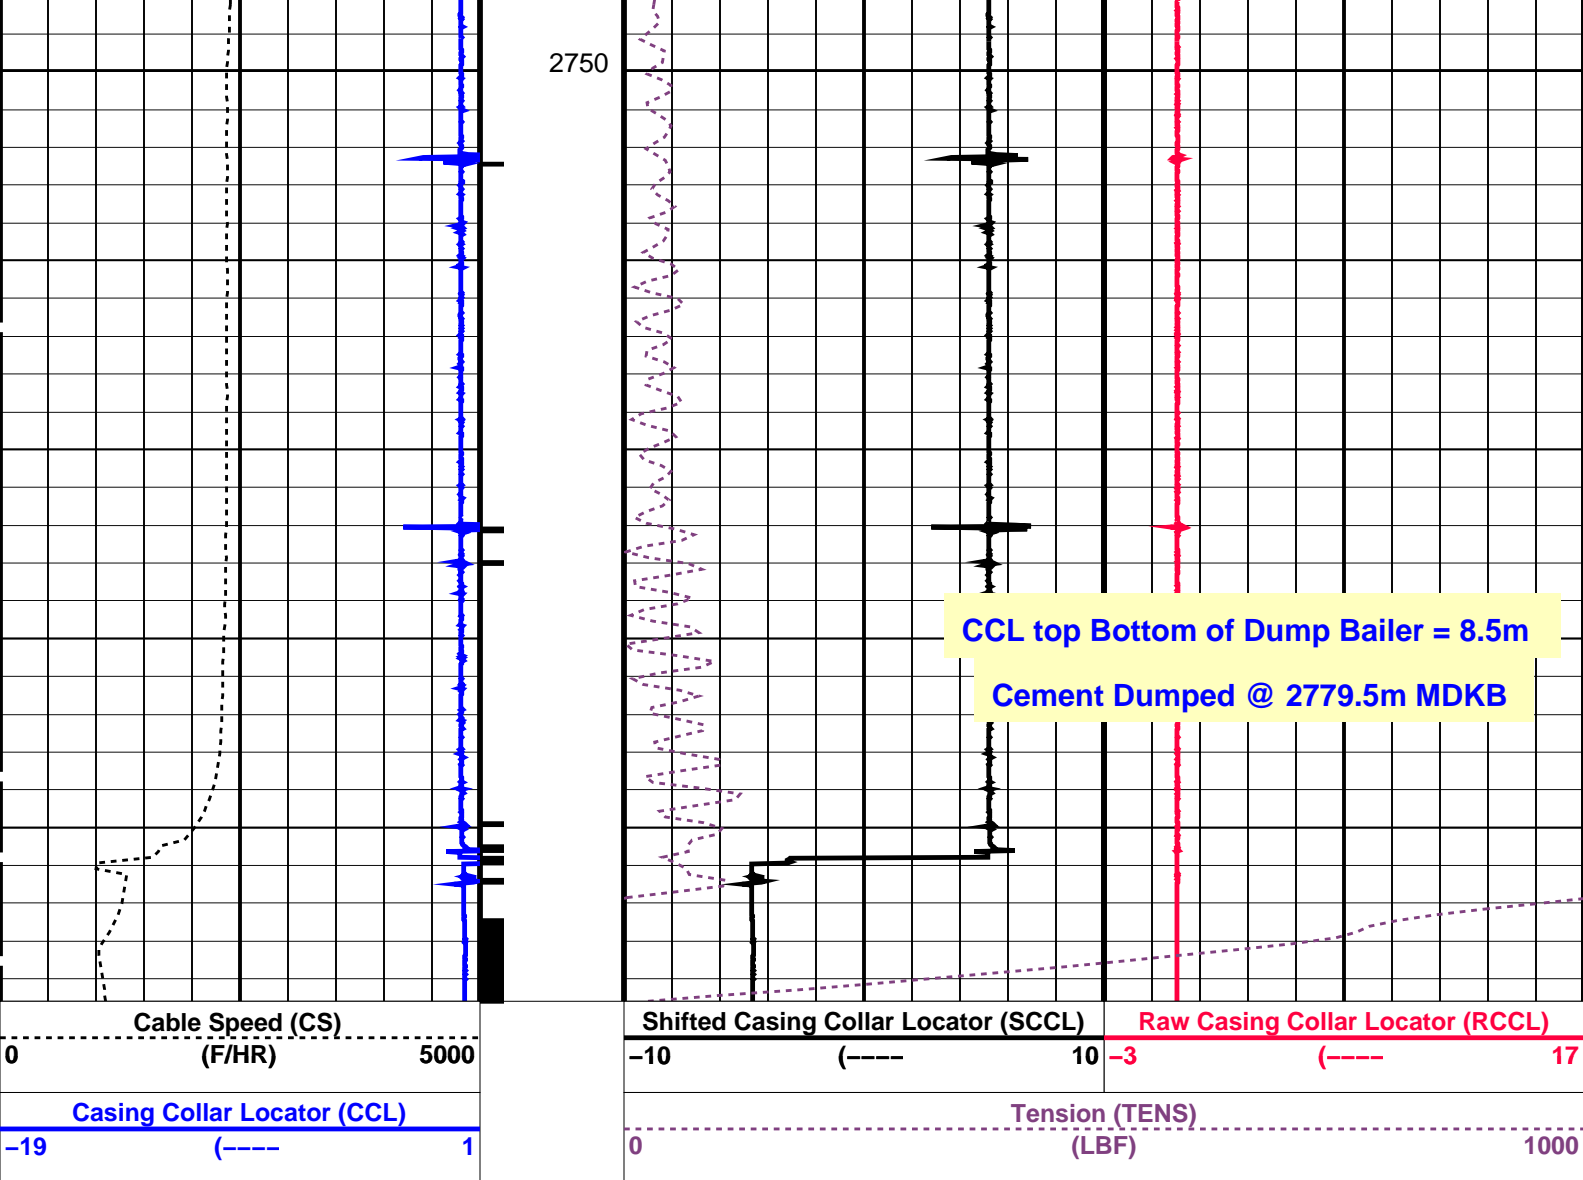 2750
CCL top Bottom of Dump Bailer = 8.5m
Cement Dumped @ 2779.5m MDKB
Cable Speed (CS)
0 (F/HR) 5000
Shifted Casing Collar Locator (SCCL)
−10 (−−−− 10
Raw Casing Collar Locator (RCCL)
−3 (−−−− 17
Casing Collar Locator (CCL)
−19 (−−−− 1
Tension (TENS)
0 (LBF) 1000